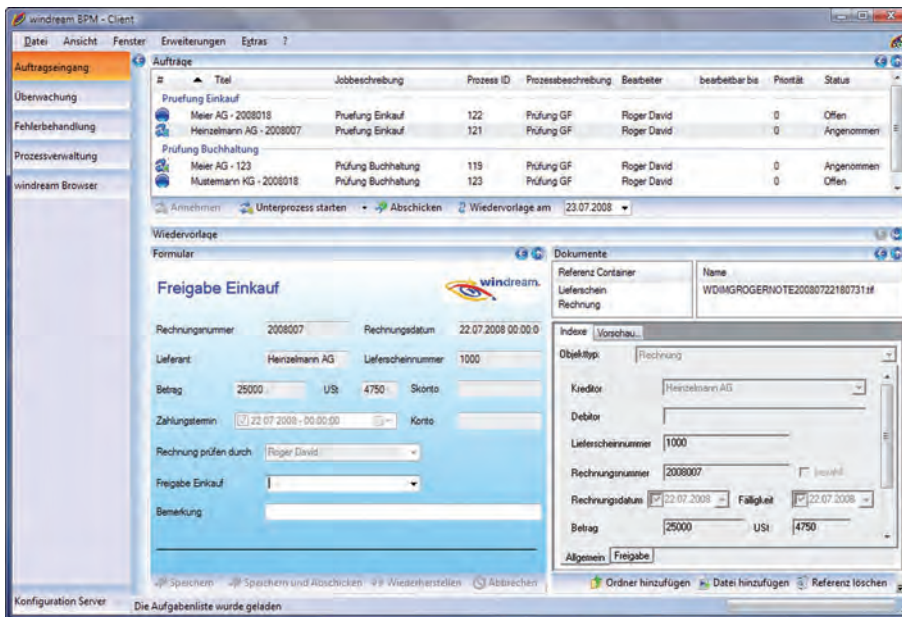 windream BPM - Client
Datei Ansicht Fenster Erweiterungen Extras ?
Auftragseingang
Überwachung
Fehlerbehandlung
Prozessverwaltung
windream Browser
Konfiguration Server
Aufträge
# Titel Jobbeschreibung Prozess ID Prozessbeschreibung Bearbeiter bearbeitbar bis Priorität Status
Pruefung Einkauf
Meier AG - 2008018 Pruefung Einkauf 122 Prüfung GF Roger David 0 Offen
Heinzelmann AG - 2008007 Pruefung Einkauf 121 Prüfung GF Roger David 0 Angenommen
Prüfung Buchhaltung
Meier AG - 123 Prüfung Buchhaltung 119 Prüfung GF Roger David 0 Angenommen
Mustermann KG - 2008018 Prüfung Buchhaltung 123 Prüfung GF Roger David 0 Offen
Annehmen Unterprozess starten Abschicken Wiedervorlage am 23.07.2008
Wiedervorlage
Formular
Freigabe Einkauf
windream.
Rechnungsnummer 2008007 Rechnungsdatum 22.07.2008 00:00:0
Lieferant Heinzelmann AG Lieferscheinnummer 1000
Betrag 25000 USt 4750 Skonto
Zahlungstermin 22.07.2008 - 00:00:00 Konto
Rechnung prüfen durch Roger David
Freigabe Einkauf
Bemerkung
Speichern Speichern und Abschicken Wiederherstellen Abbrechen
Dokumente
Referenz Container Name
Lieferschein WDIMGROGERNOTE20080722180731.tif
Rechnung
Indexe Vorschau...
Objekttyp: Rechnung
Kreditor Heinzelmann AG
Debitor
Lieferscheinnummer 1000
Rechnungsnummer 2008007 bezahlt
Rechnungsdatum 22.07.2008 Fälligkeit 22.07.2008
Betrag 25000 USt 4750
Allgemein Freigabe
Ordner hinzufügen Datei hinzufügen Referenz löschen
Die Aufgabenliste wurde geladen